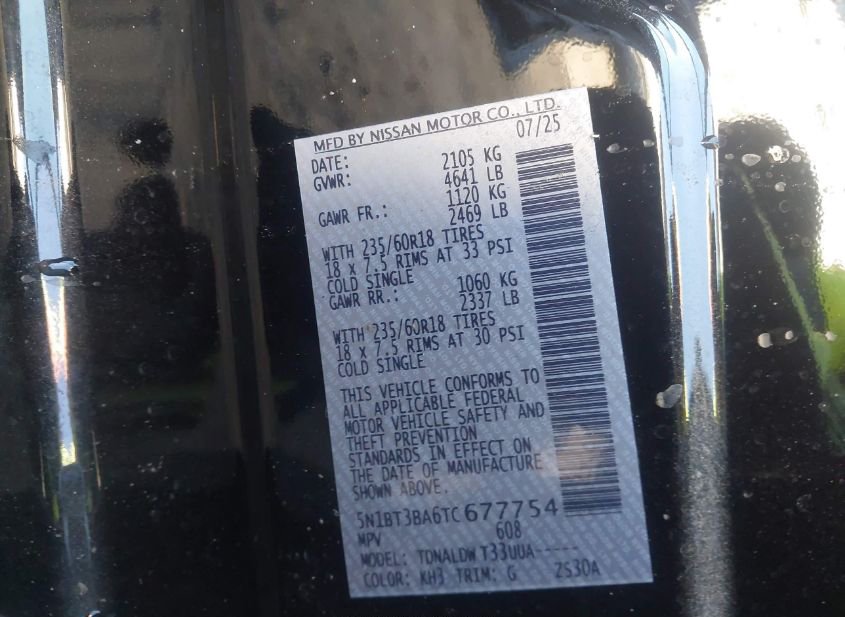 MFD BY NISSAN MOTOR CO., LTD.
DATE: 07/25
GVWR: 2105 KG
4641 LB
GAWR FR.: 1120 KG
2469 LB
WITH 235/60R18 TIRES
18 x 7.5 RIMS AT 33 PSI
COLD SINGLE
GAWR RR.: 1060 KG
2337 LB
WITH 235/60R18 TIRES
18 x 7.5 RIMS AT 30 PSI
COLD SINGLE
THIS VEHICLE CONFORMS TO
ALL APPLICABLE FEDERAL
MOTOR VEHICLE SAFETY AND
THEFT PREVENTION
STANDARDS IN EFFECT ON
THE DATE OF MANUFACTURE
SHOWN ABOVE.
5N1BT3BA6TC677754
MPV 608
MODEL: TDNALDWT33UUA-----
COLOR: KH3 TRIM: G 2S30A